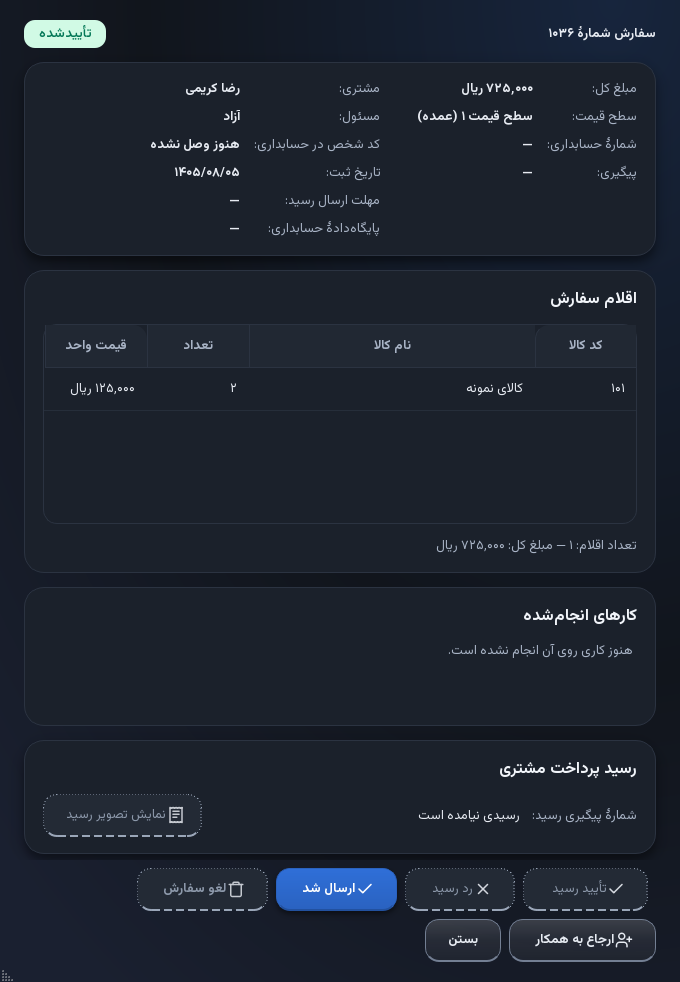 سفارش شمارهٔ ۱۰۳۶
تأییدشده
مبلغ کل: ۷۲۵,۰۰۰ ریال
مشتری: رضا کریمی
سطح قیمت: سطح قیمت ۱ (عمده)
مسئول: آزاد
شمارهٔ حسابداری: —
کد شخص در حسابداری: هنوز وصل نشده
پیگیری: —
تاریخ ثبت: ۱۴۰۵/۰۸/۰۵
مهلت ارسال رسید: —
پایگاه‌دادهٔ حسابداری: —
اقلام سفارش
کد کالا نام کالا تعداد قیمت واحد
۱۰۱ کالای نمونه ۲ ۱۲۵,۰۰۰ ریال
تعداد اقلام: ۱ — مبلغ کل: ۷۲۵,۰۰۰ ریال
کارهای انجام‌شده
هنوز کاری روی آن انجام نشده است.
رسید پرداخت مشتری
شمارهٔ پیگیری رسید: رسیدی نیامده است
نمایش تصویر رسید
تأیید رسید
رد رسید
ارسال شد
لغو سفارش
ارجاع به همکار
بستن